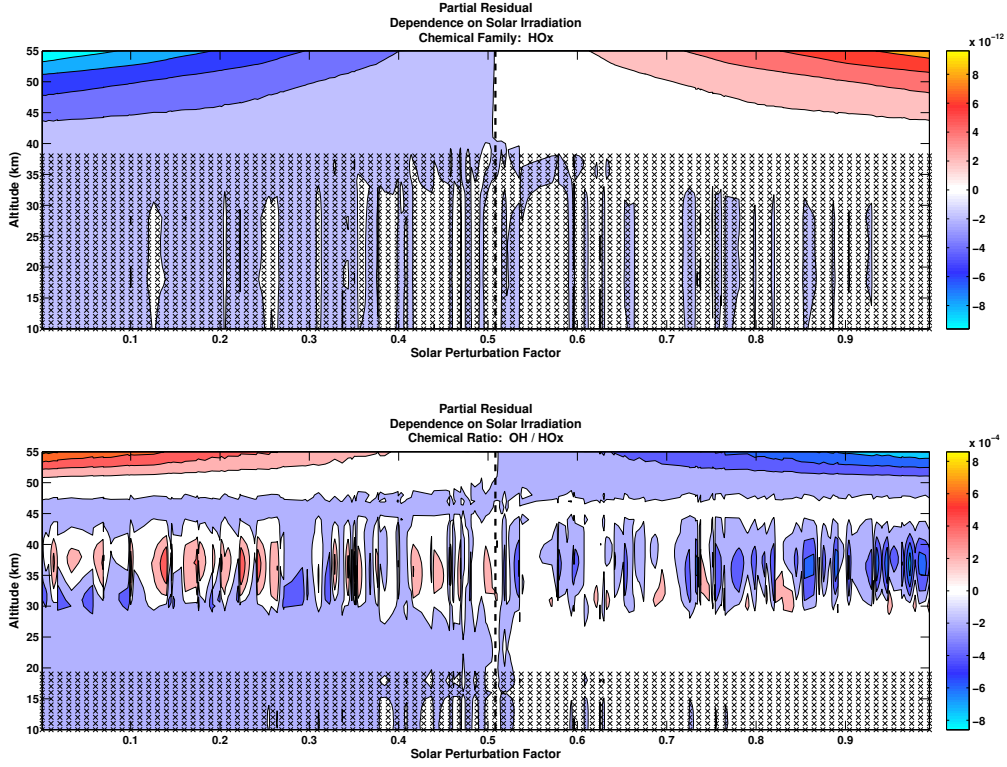 Partial Residual
Dependence on Solar Irradiation
Chemical Family: HOx
x 10⁻¹²
55
50
45
40
35
30
25
20
15
10
Altitude (km)
0.1 0.2 0.3 0.4 0.5 0.6 0.7 0.8 0.9
Solar Perturbation Factor
8
6
4
2
0
−2
−4
−6
−8
Partial Residual
Dependence on Solar Irradiation
Chemical Ratio: OH / HOx
x 10⁻⁴
55
50
45
40
35
30
25
20
15
10
Altitude (km)
0.1 0.2 0.3 0.4 0.5 0.6 0.7 0.8 0.9
Solar Perturbation Factor
8
6
4
2
0
−2
−4
−6
−8